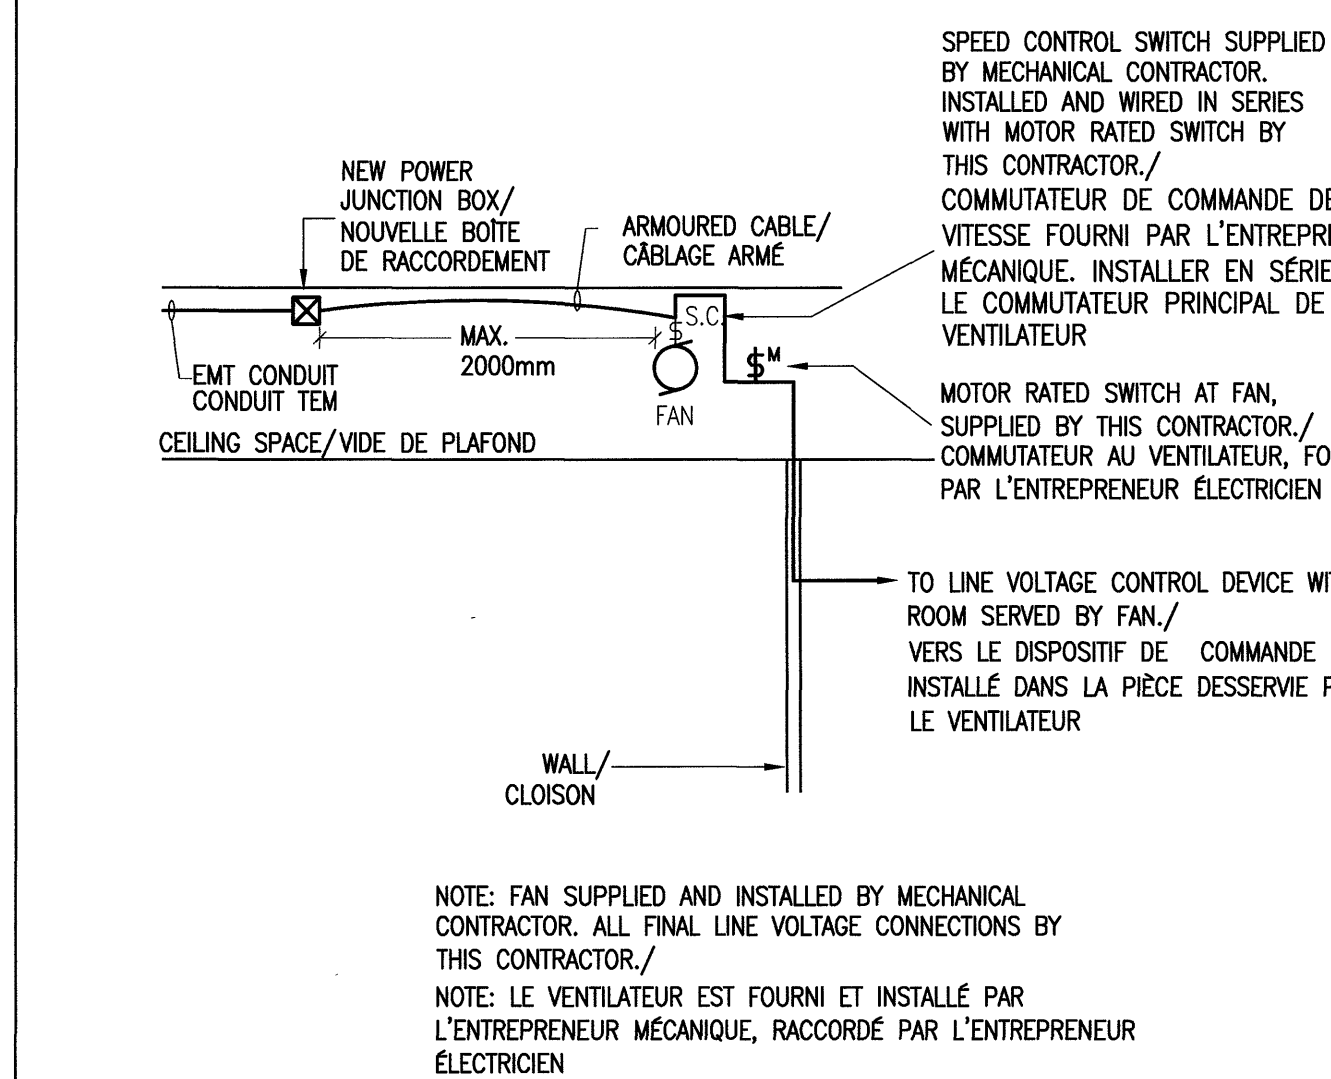 SPEED CONTROL SWITCH SUPPLIED
BY MECHANICAL CONTRACTOR.
INSTALLED AND WIRED IN SERIES
WITH MOTOR RATED SWITCH BY
THIS CONTRACTOR./
COMMUTATEUR DE COMMANDE DE
VITESSE FOURNI PAR L'ENTREPRE
MÉCANIQUE. INSTALLER EN SÉRIE
LE COMMUTATEUR PRINCIPAL DE
VENTILATEUR
NEW POWER
JUNCTION BOX/
NOUVELLE BOÎTE
DE RACCORDEMENT
ARMOURED CABLE/
CÂBLAGE ARMÉ
S.C.
$
MAX.
2000mm
$M
EMT CONDUIT
CONDUIT TEM
FAN
MOTOR RATED SWITCH AT FAN,
SUPPLIED BY THIS CONTRACTOR./
COMMUTATEUR AU VENTILATEUR, FO
PAR L'ENTREPRENEUR ÉLECTRICIEN
CEILING SPACE/VIDE DE PLAFOND
TO LINE VOLTAGE CONTROL DEVICE WI
ROOM SERVED BY FAN./
VERS LE DISPOSITIF DE COMMANDE
INSTALLÉ DANS LA PIÈCE DESSERVIE
LE VENTILATEUR
WALL/
CLOISON
NOTE: FAN SUPPLIED AND INSTALLED BY MECHANICAL
CONTRACTOR. ALL FINAL LINE VOLTAGE CONNECTIONS BY
THIS CONTRACTOR./
NOTE: LE VENTILATEUR EST FOURNI ET INSTALLÉ PAR
L'ENTREPRENEUR MÉCANIQUE, RACCORDÉ PAR L'ENTREPRENEUR
ÉLECTRICIEN